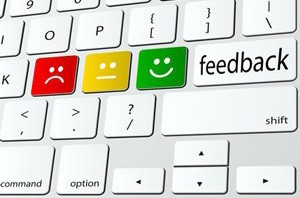 I O P { [ } ] | \
K feedback
< , > . ? / shift
command option ◄ ▲ ▼ ►